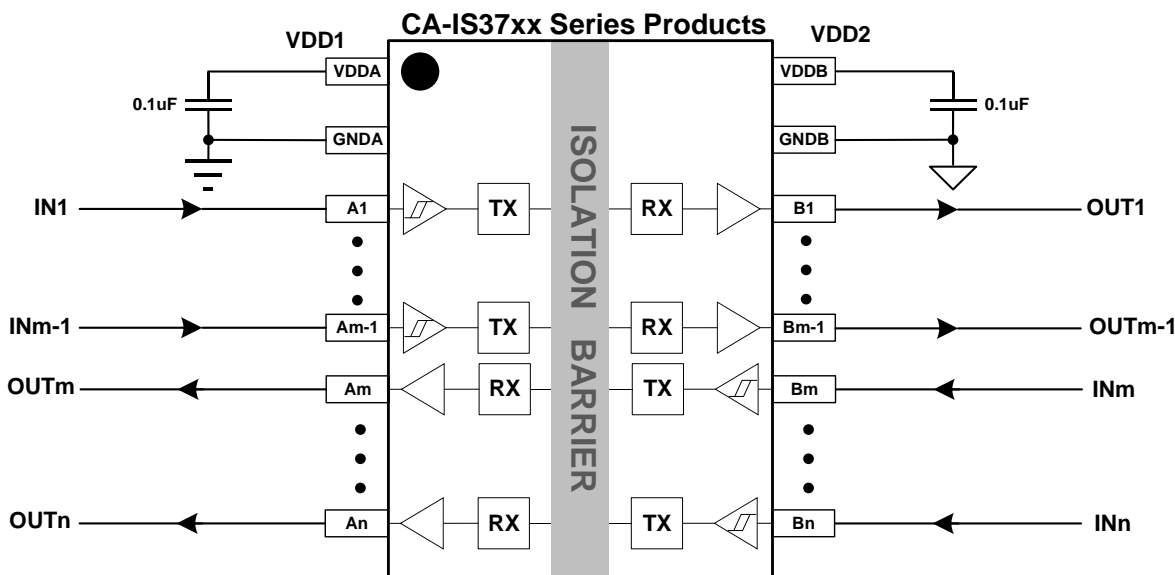 CA-IS37xx Series Products
VDD1
VDD2
VDDA
VDDB
0.1uF
0.1uF
GNDA
GNDB
ISOLATION BARRIER
IN1
A1
TX
RX
B1
OUT1
INm-1
Am-1
TX
RX
Bm-1
OUTm-1
OUTm
Am
RX
TX
Bm
INm
OUTn
An
RX
TX
Bn
INn